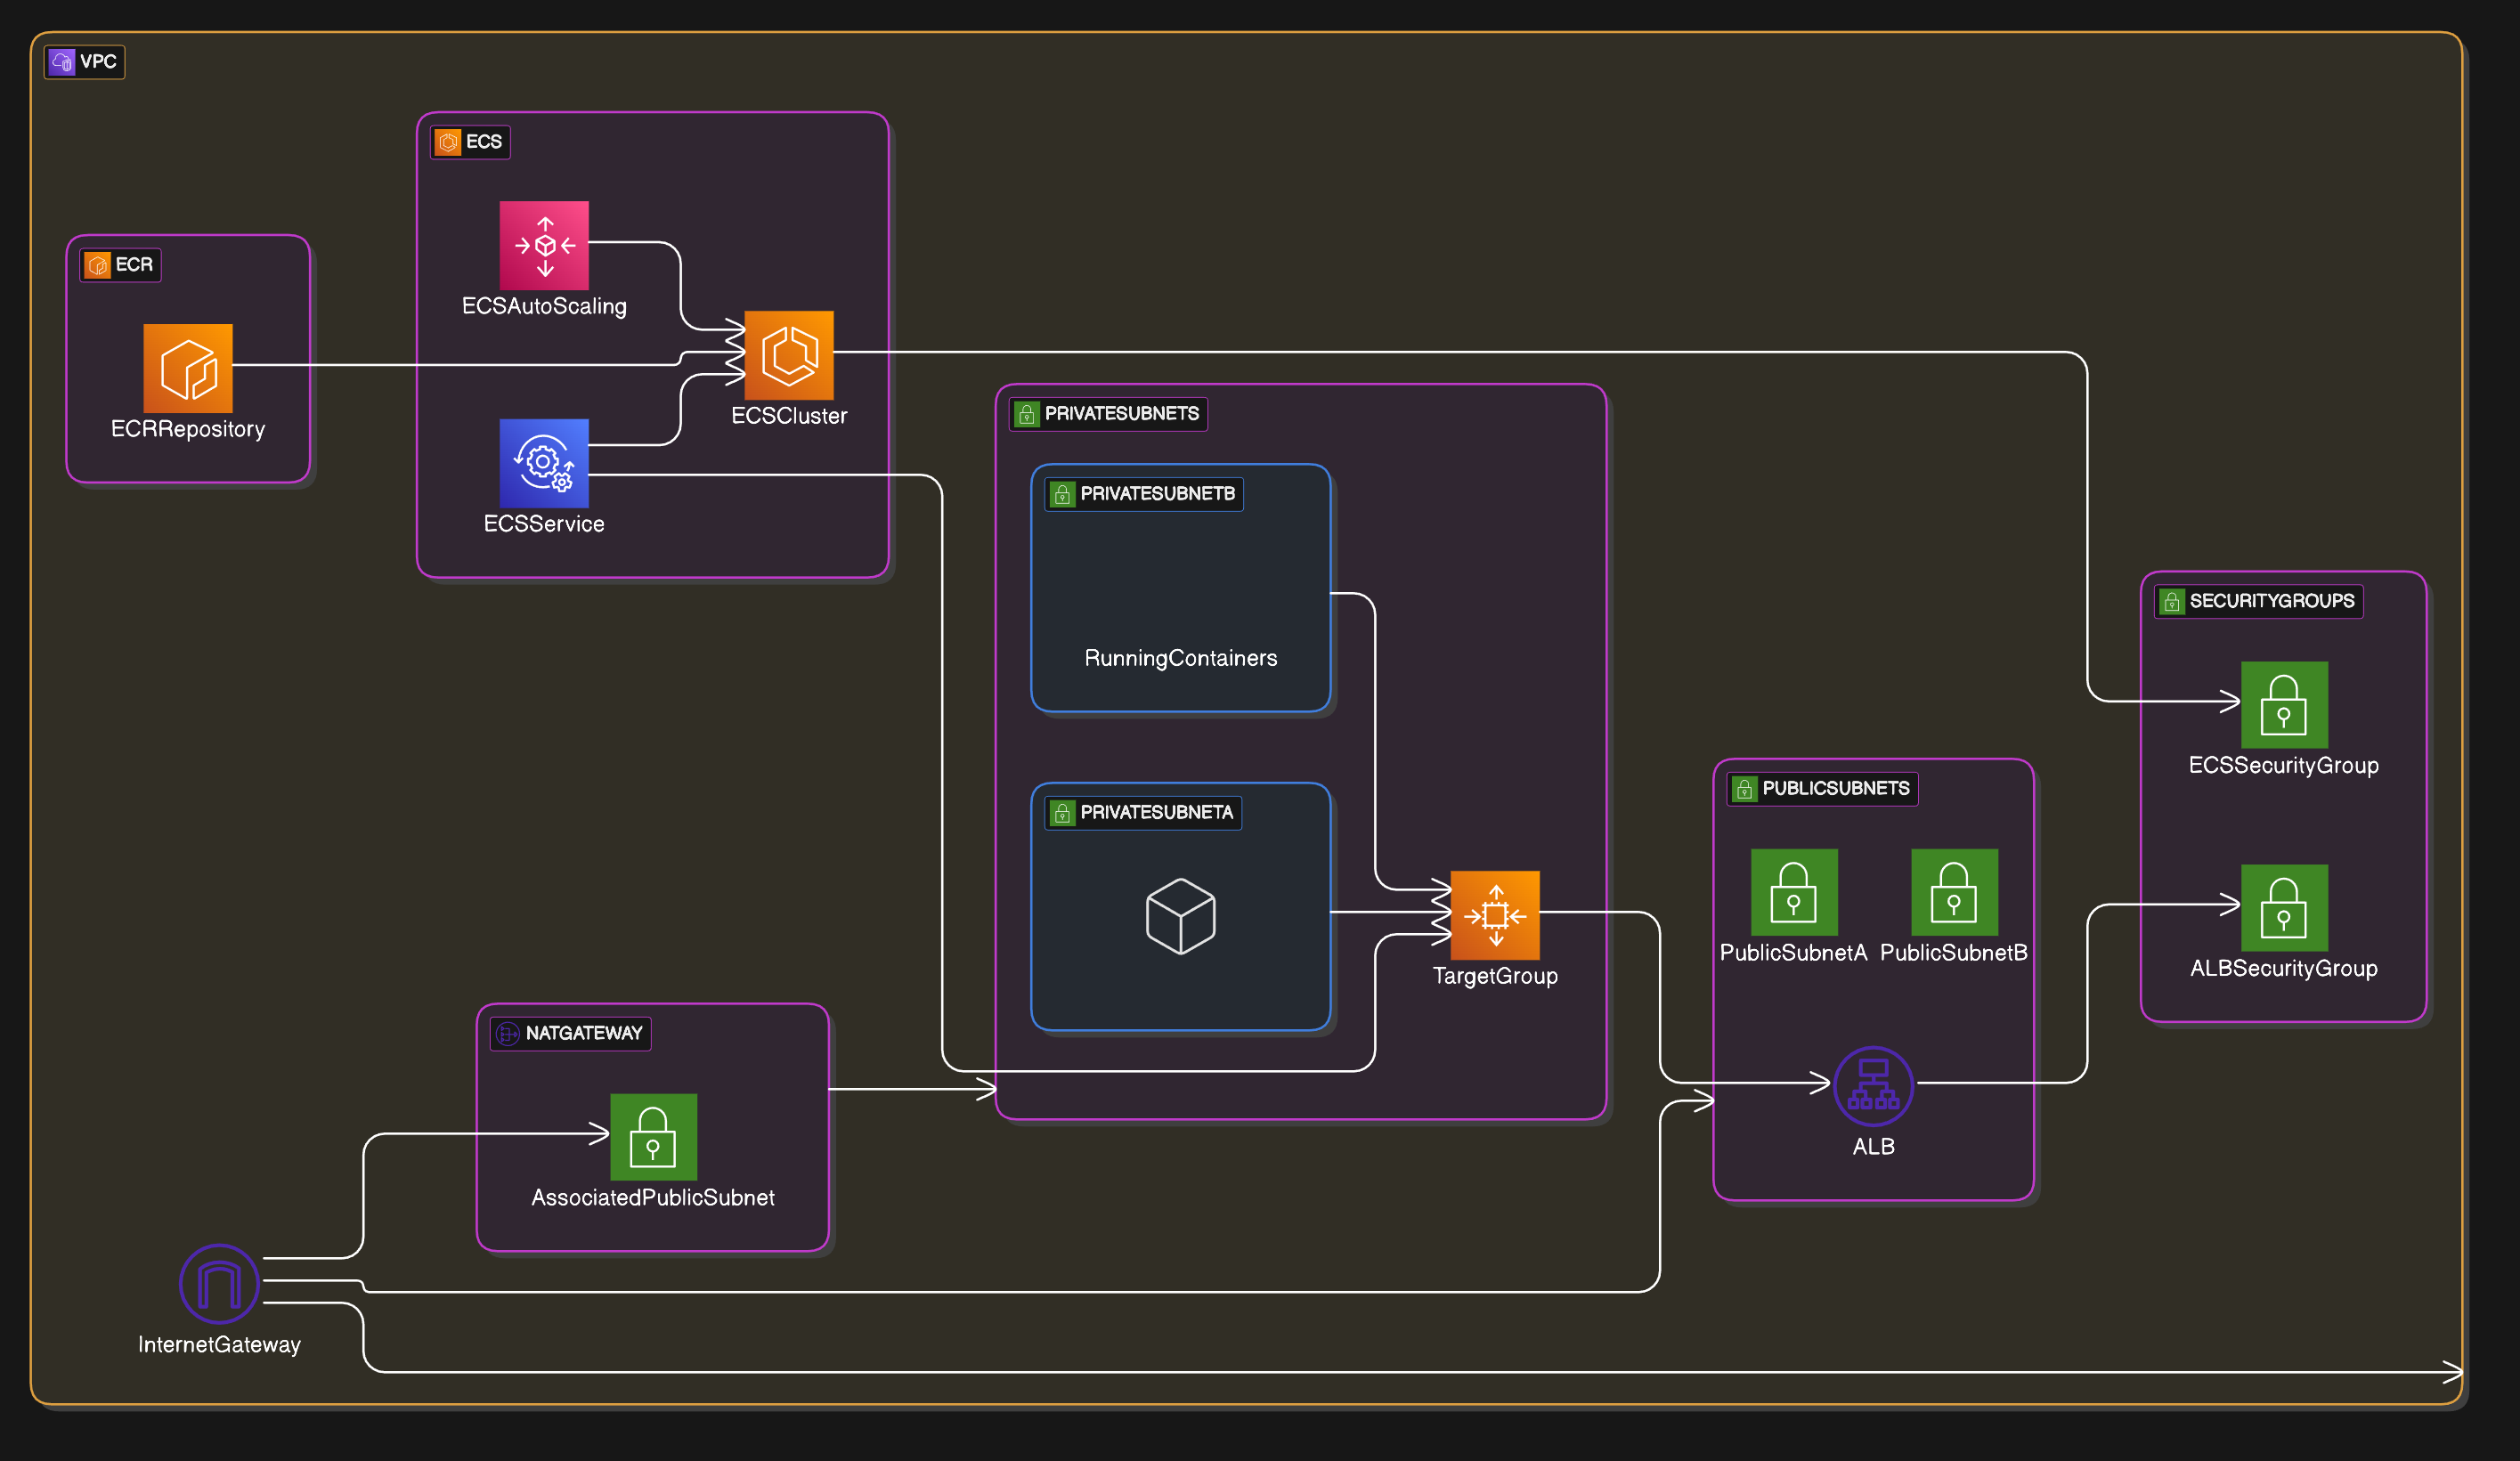 VPC
ECS
ECSAutoScaling
ECR
ECRRepository
ECSCluster
ECSService
PRIVATESUBNETS
PRIVATESUBNETB
RunningContainers
PRIVATESUBNETA
TargetGroup
SECURITYGROUPS
ECSSecurityGroup
ALBSecurityGroup
PUBLICSUBNETS
PublicSubnetA
PublicSubnetB
ALB
NATGATEWAY
AssociatedPublicSubnet
InternetGateway